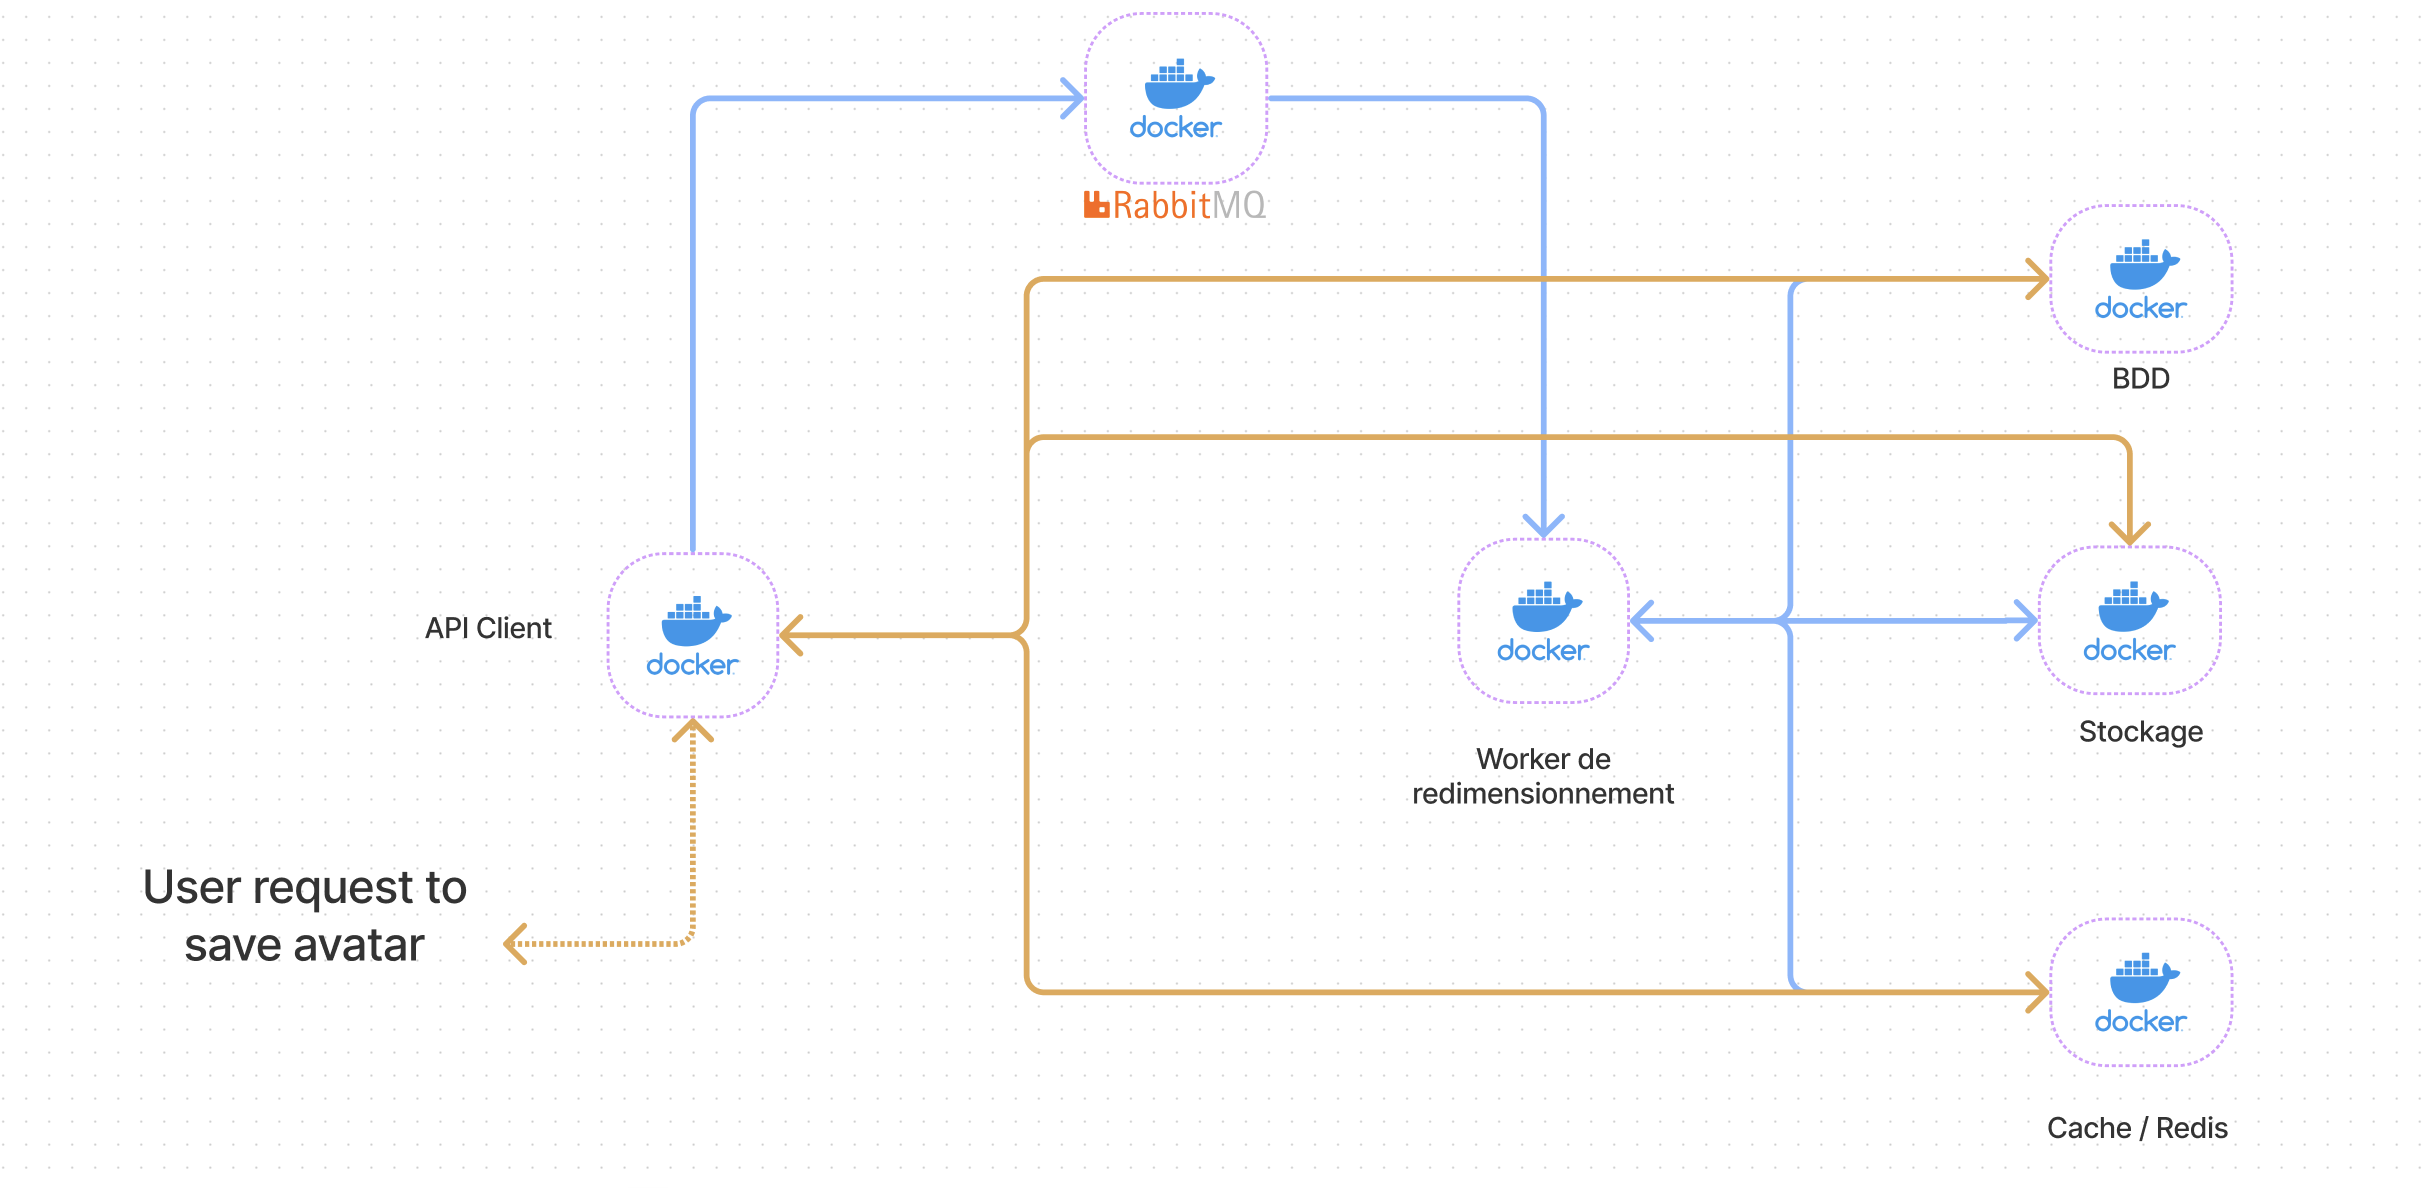 docker
RabbitMQ
docker
BDD
API Client
docker
docker
docker
Stockage
Worker de
redimensionnement
User request to
save avatar
docker
Cache / Redis